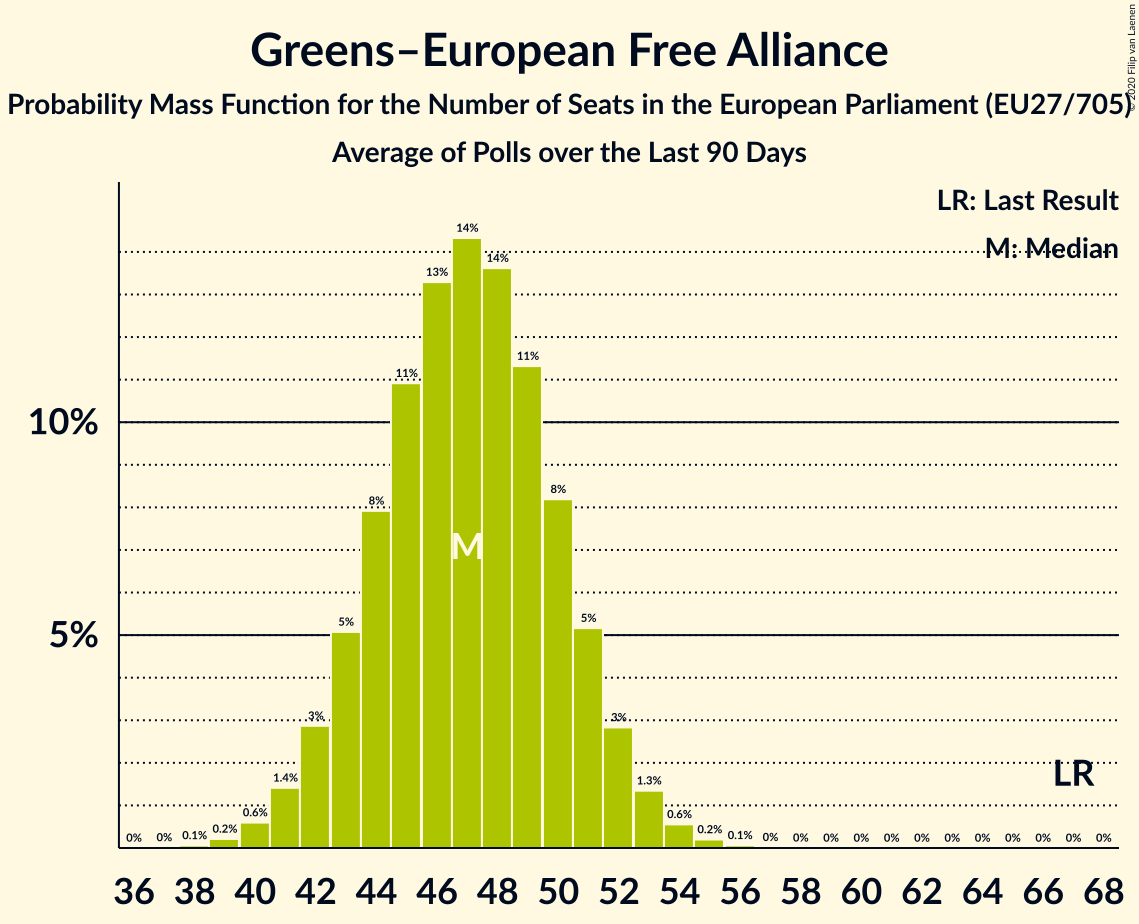 Greens–European Free Alliance
Probability Mass Function for the Number of Seats in the European Parliament (EU27/705)
Average of Polls over the Last 90 Days
© 2020 Filip van Laenen
LR: Last Result
M: Median
10%
5%
0% 0% 0.1% 0.2% 0.6% 1.4% 3% 5% 8% 11% 13% 14% 14% 11% 8% 5% 3% 1.3% 0.6% 0.2% 0.1% 0% 0% 0% 0% 0% 0% 0% 0% 0% 0% 0% 0%
M
LR
36 38 40 42 44 46 48 50 52 54 56 58 60 62 64 66 68